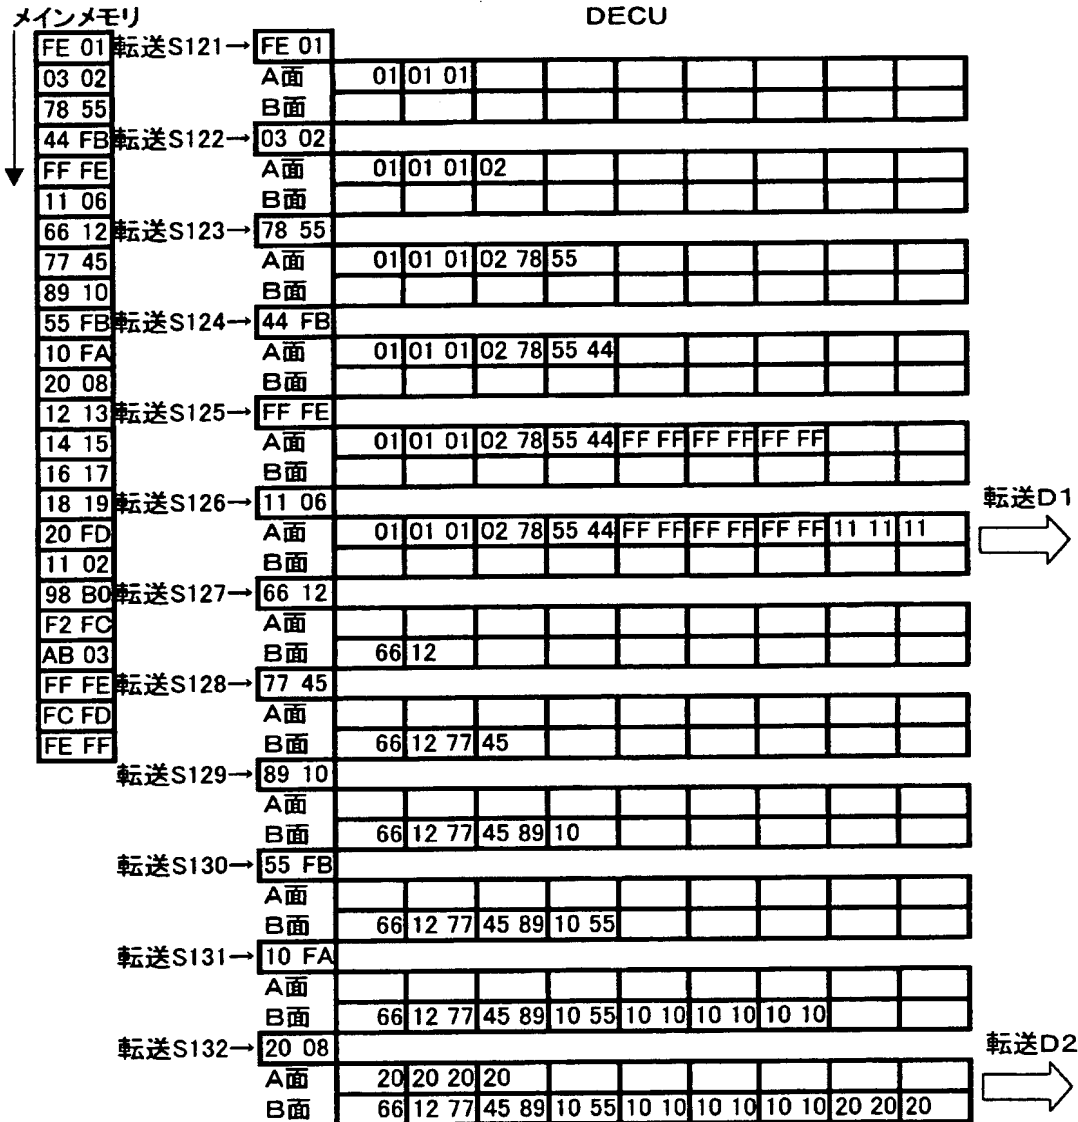 メインメモリ DECU
FE 01 転送S121→ FE 01
03 02 A面 01 01 01
78 55 B面
44 FB 転送S122→ 03 02
FF FE A面 01 01 01 02
11 06 B面
66 12 転送S123→ 78 55
77 45 A面 01 01 01 02 78 55
89 10 B面
55 FB 転送S124→ 44 FB
10 FA A面 01 01 01 02 78 55 44
20 08 B面
12 13 転送S125→ FF FE
14 15 A面 01 01 01 02 78 55 44 FF FF FF FF FF FF
16 17 B面
18 19 転送S126→ 11 06 転送D1
20 FD A面 01 01 01 02 78 55 44 FF FF FF FF FF FF 11 11 11
11 02 B面
98 B0 転送S127→ 66 12
F2 FC A面
AB 03 B面 66 12
FF FE 転送S128→ 77 45
FC FD A面
FE FF B面 66 12 77 45
転送S129→ 89 10
A面
B面 66 12 77 45 89 10
転送S130→ 55 FB
A面
B面 66 12 77 45 89 10 55
転送S131→ 10 FA
A面
B面 66 12 77 45 89 10 55 10 10 10 10 10 10
転送S132→ 20 08 転送D2
A面 20 20 20 20
B面 66 12 77 45 89 10 55 10 10 10 10 10 10 20 20 20